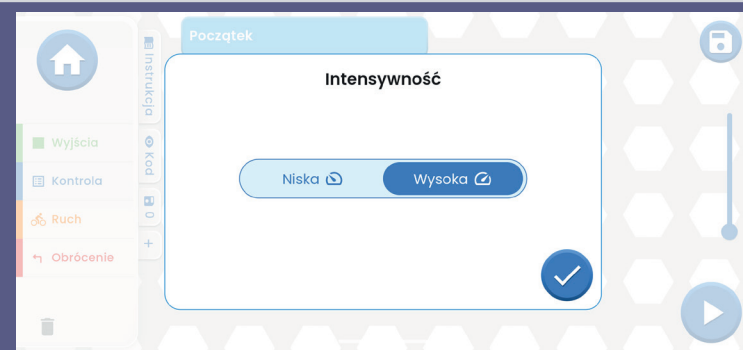 Początek
Instrukcja
Kod
0
+
Wyjścia
Kontrola
Ruch
Obrócenie
Intensywność
Niska
Wysoka